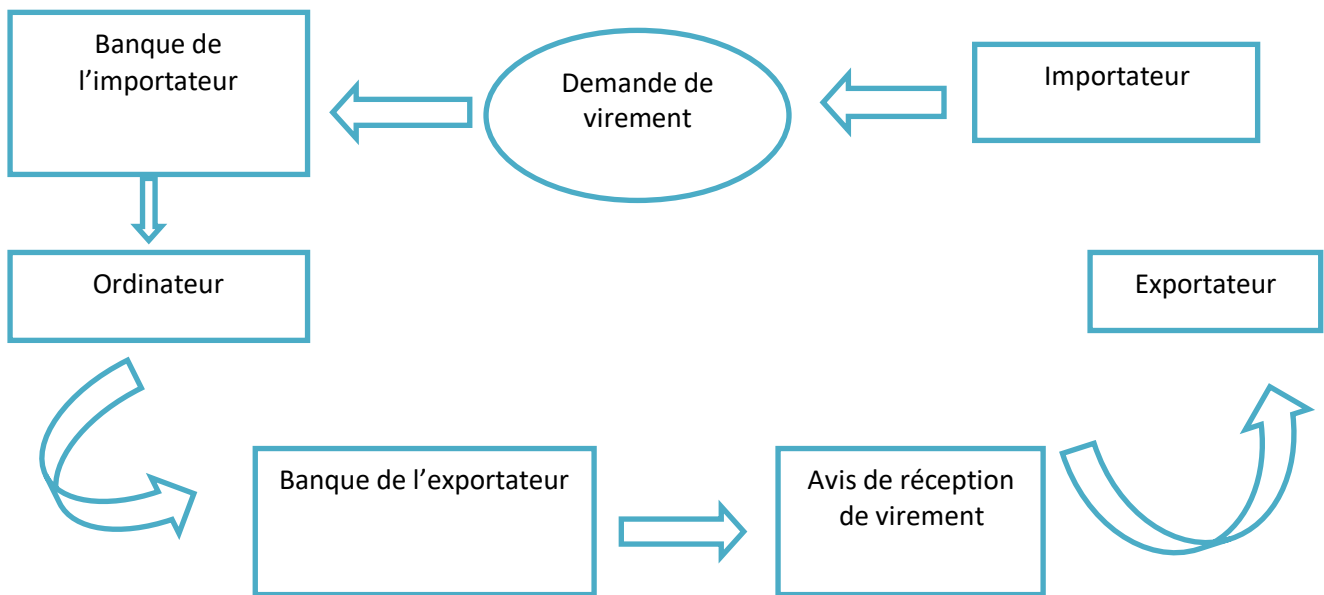 Banque de
l'importateur
Demande de
virement
Importateur
Ordinateur
Exportateur
Banque de l'exportateur
Avis de réception
de virement